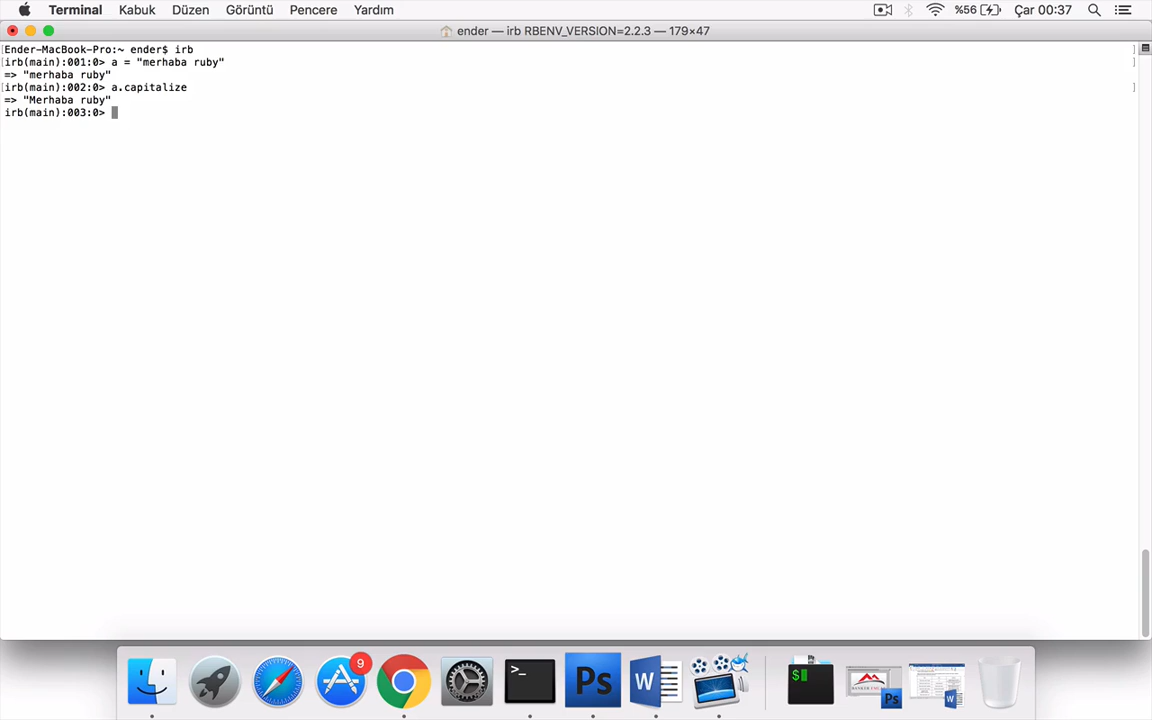 Terminal Kabuk Düzen Görüntü Pencere Yardım %56 Çar 00:37
ender — irb RBENV_VERSION=2.2.3 — 179×47
[Ender-MacBook-Pro:~ ender$ irb ]
[irb(main):001:0> a = "merhaba ruby" ]
=> "merhaba ruby"
[irb(main):002:0> a.capitalize ]
=> "Merhaba ruby"
irb(main):003:0>
9